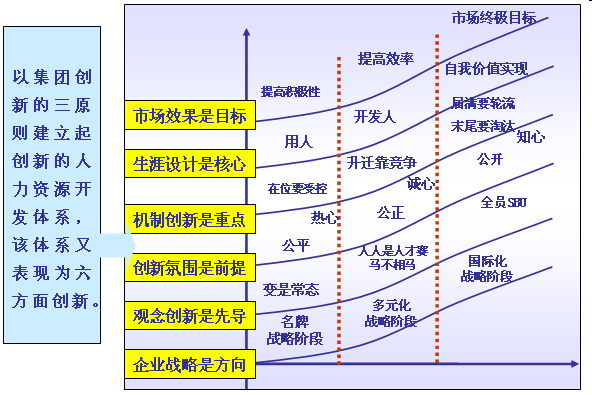 以集团创
新的三原
则建立起
创新的人
力资源开
发体系，
该体系又
表现为六
方面创新。
市场终极目标
提高效率
自我价值实现
提高积极性
市场效果是目标
开发人
届满要轮流
末尾要淘汰
用人
知心
生涯设计是核心
升迁靠竞争
公开
在位要受控
诚心
全员SBU
机制创新是重点
热心
公正
公平
人人是人才赛
马不相马
创新氛围是前提
国际化
战略阶段
变是常态
多元化
战略阶段
观念创新是先导
名牌
战略阶段
企业战略是方向